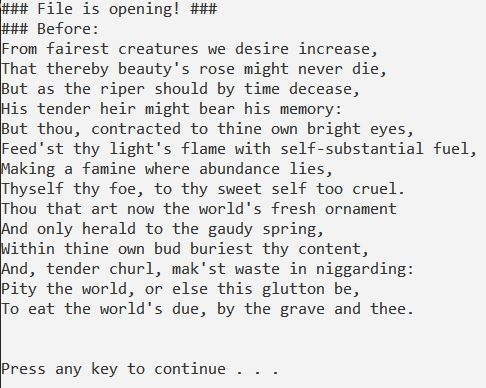 ### File is opening! ###
### Before:
From fairest creatures we desire increase,
That thereby beauty's rose might never die,
But as the riper should by time decease,
His tender heir might bear his memory:
But thou, contracted to thine own bright eyes,
Feed'st thy light's flame with self-substantial fuel,
Making a famine where abundance lies,
Thyself thy foe, to thy sweet self too cruel.
Thou that art now the world's fresh ornament
And only herald to the gaudy spring,
Within thine own bud buriest thy content,
And, tender churl, mak'st waste in niggarding:
Pity the world, or else this glutton be,
To eat the world's due, by the grave and thee.
Press any key to continue . . .